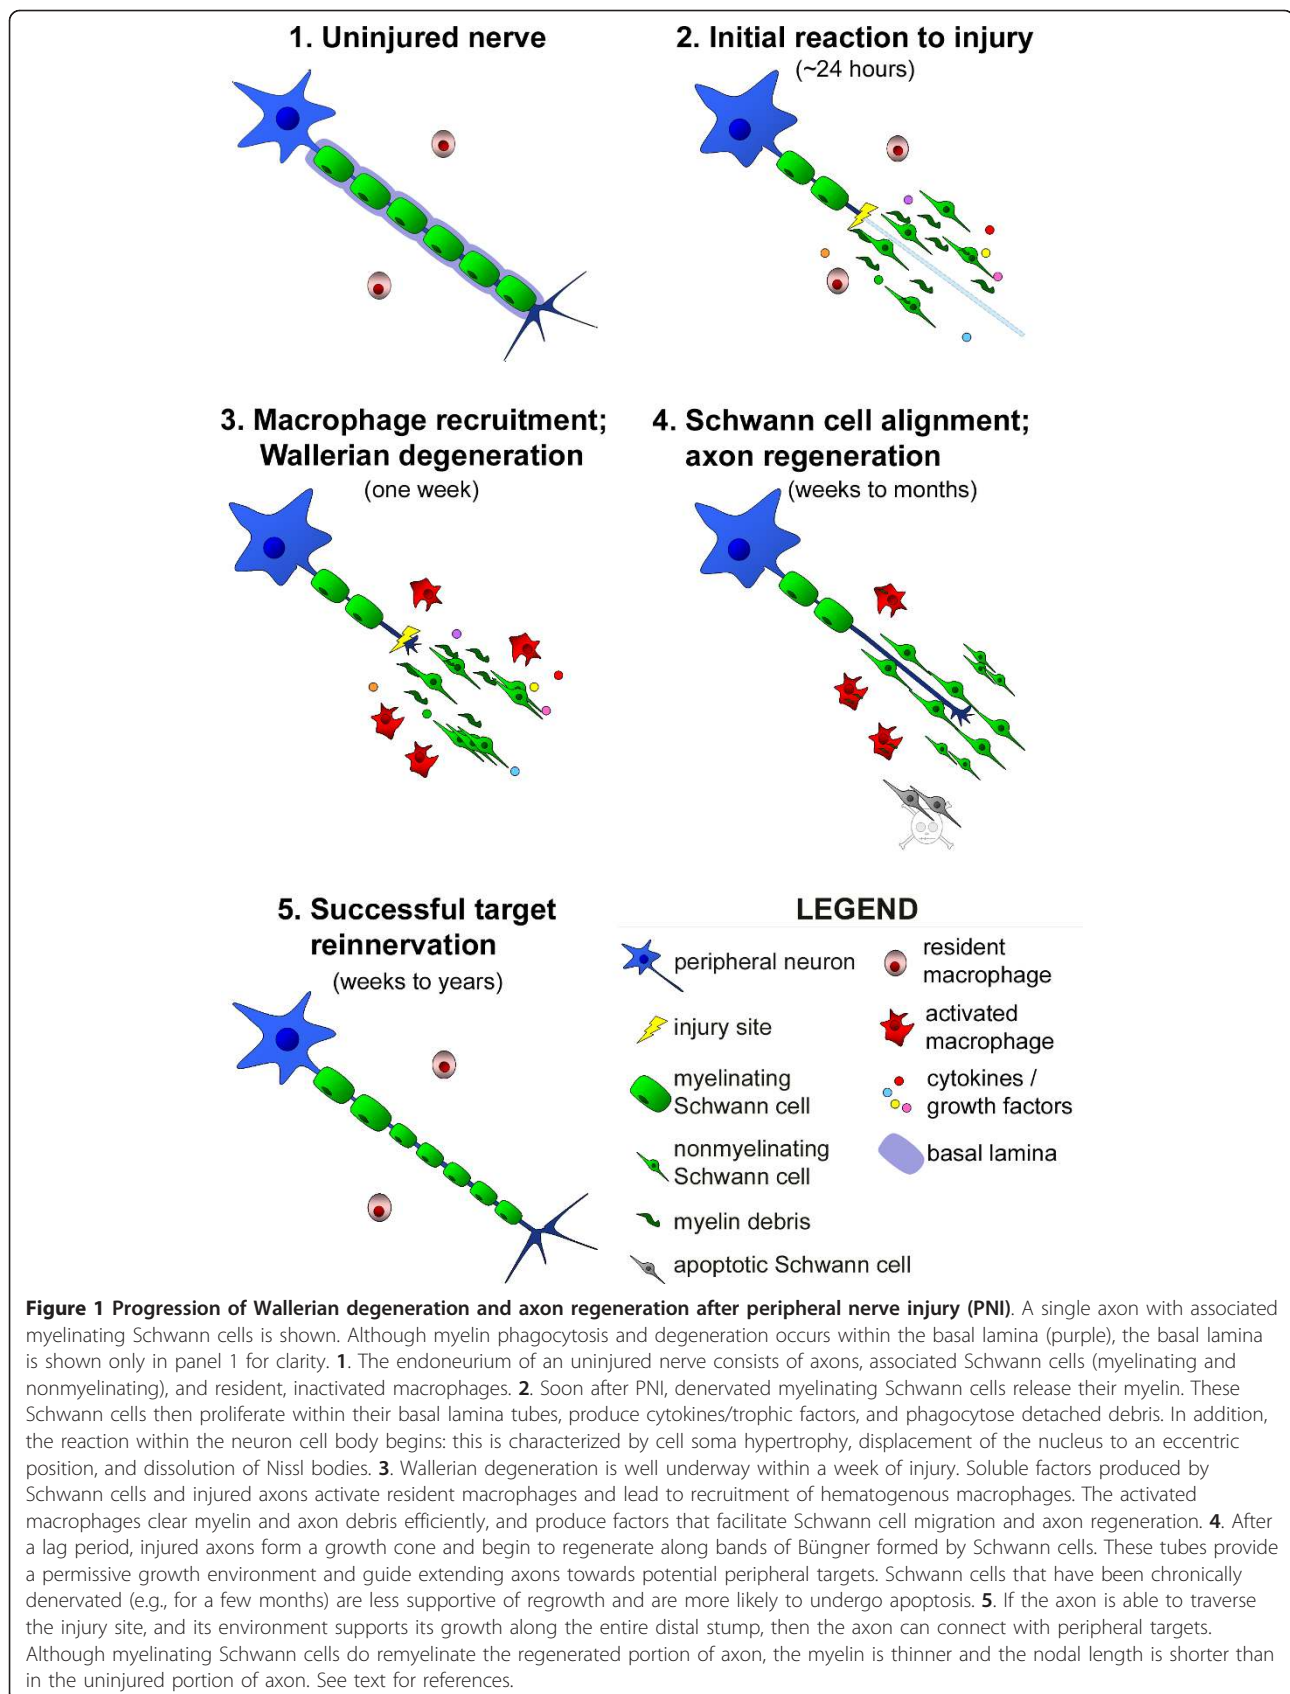 1. Uninjured nerve
2. Initial reaction to injury
(~24 hours)
3. Macrophage recruitment;
Wallerian degeneration
(one week)
4. Schwann cell alignment;
axon regeneration
(weeks to months)
5. Successful target
reinnervation
(weeks to years)
LEGEND
peripheral neuron
injury site
myelinating
Schwann cell
nonmyelinating
Schwann cell
myelin debris
apoptotic Schwann cell
resident
macrophage
activated
macrophage
cytokines /
growth factors
basal lamina
Figure 1 Progression of Wallerian degeneration and axon regeneration after peripheral nerve injury (PNI). A single axon with associated
myelinating Schwann cells is shown. Although myelin phagocytosis and degeneration occurs within the basal lamina (purple), the basal lamina
is shown only in panel 1 for clarity. 1. The endoneurium of an uninjured nerve consists of axons, associated Schwann cells (myelinating and
nonmyelinating), and resident, inactivated macrophages. 2. Soon after PNI, denervated myelinating Schwann cells release their myelin. These
Schwann cells then proliferate within their basal lamina tubes, produce cytokines/trophic factors, and phagocytose detached debris. In addition,
the reaction within the neuron cell body begins: this is characterized by cell soma hypertrophy, displacement of the nucleus to an eccentric
position, and dissolution of Nissl bodies. 3. Wallerian degeneration is well underway within a week of injury. Soluble factors produced by
Schwann cells and injured axons activate resident macrophages and lead to recruitment of hematogenous macrophages. The activated
macrophages clear myelin and axon debris efficiently, and produce factors that facilitate Schwann cell migration and axon regeneration. 4. After
a lag period, injured axons form a growth cone and begin to regenerate along bands of Büngner formed by Schwann cells. These tubes provide
a permissive growth environment and guide extending axons towards potential peripheral targets. Schwann cells that have been chronically
denervated (e.g., for a few months) are less supportive of regrowth and are more likely to undergo apoptosis. 5. If the axon is able to traverse
the injury site, and its environment supports its growth along the entire distal stump, then the axon can connect with peripheral targets.
Although myelinating Schwann cells do remyelinate the regenerated portion of axon, the myelin is thinner and the nodal length is shorter than
in the uninjured portion of axon. See text for references.